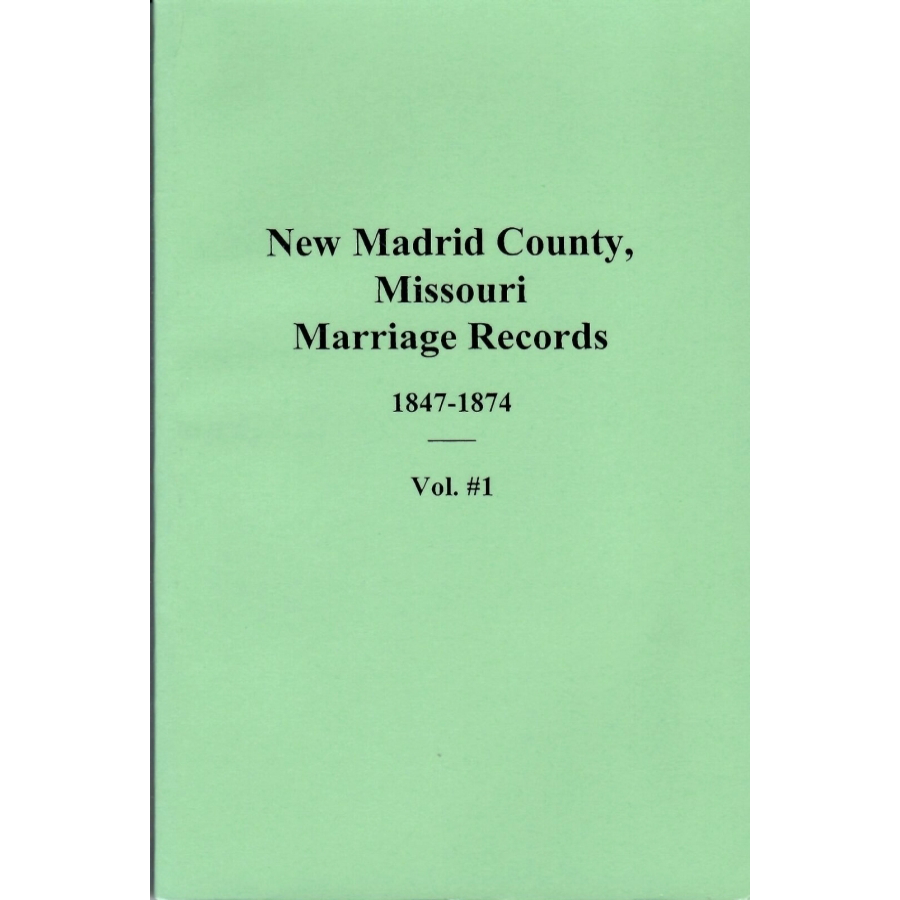 New Madrid County,
Missouri
Marriage Records
1847-1874
Vol. #1